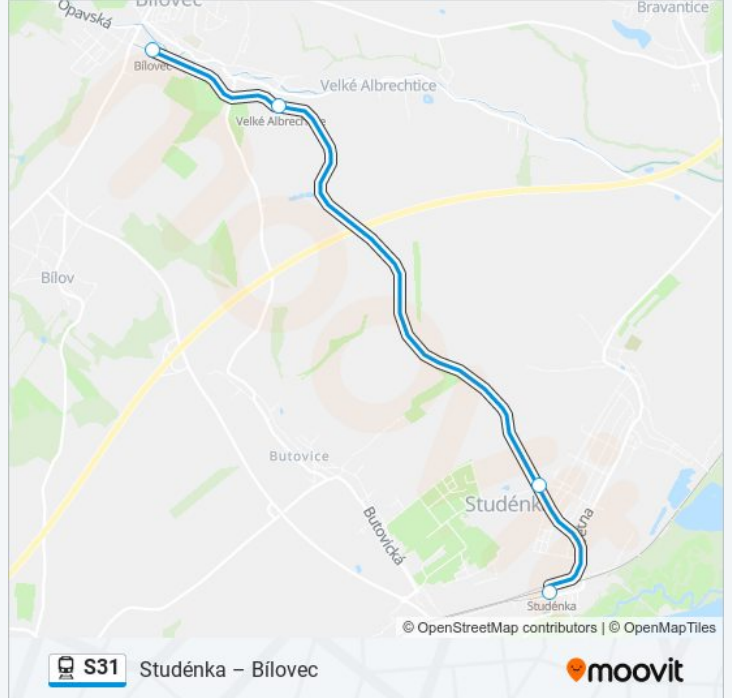 Opavská
Bílovec
Bravantice
Bílovec
Velké Albrechtice
Velké Albrechtice
Bílov
Butovice
Studénka
Butovická
Studénka
© OpenStreetMap contributors | © OpenMapTiles
S31 Studénka – Bílovec
moovit